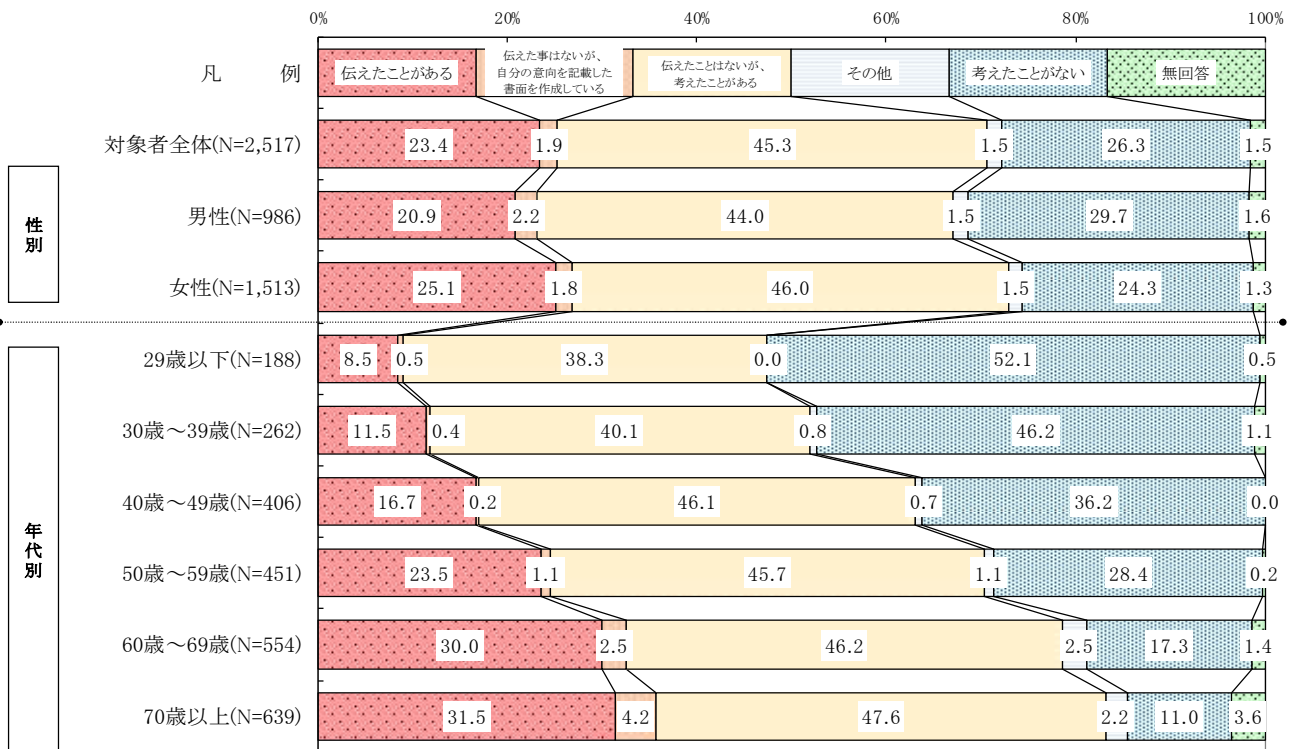 0% 20% 40% 60% 80% 100%
凡 例
伝えたことがある
伝えた事はないが、
自分の意向を記載した
書面を作成している
伝えたことはないが、
考えたことがある
その他
考えたことがない
無回答
対象者全体(N=2,517) 23.4 1.9 45.3 1.5 26.3 1.5
性別
男性(N=986) 20.9 2.2 44.0 1.5 29.7 1.6
女性(N=1,513) 25.1 1.8 46.0 1.5 24.3 1.3
年代別
29歳以下(N=188) 8.5 0.5 38.3 0.0 52.1 0.5
30歳～39歳(N=262) 11.5 0.4 40.1 0.8 46.2 1.1
40歳～49歳(N=406) 16.7 0.2 46.1 0.7 36.2 0.0
50歳～59歳(N=451) 23.5 1.1 45.7 1.1 28.4 0.2
60歳～69歳(N=554) 30.0 2.5 46.2 2.5 17.3 1.4
70歳以上(N=639) 31.5 4.2 47.6 2.2 11.0 3.6